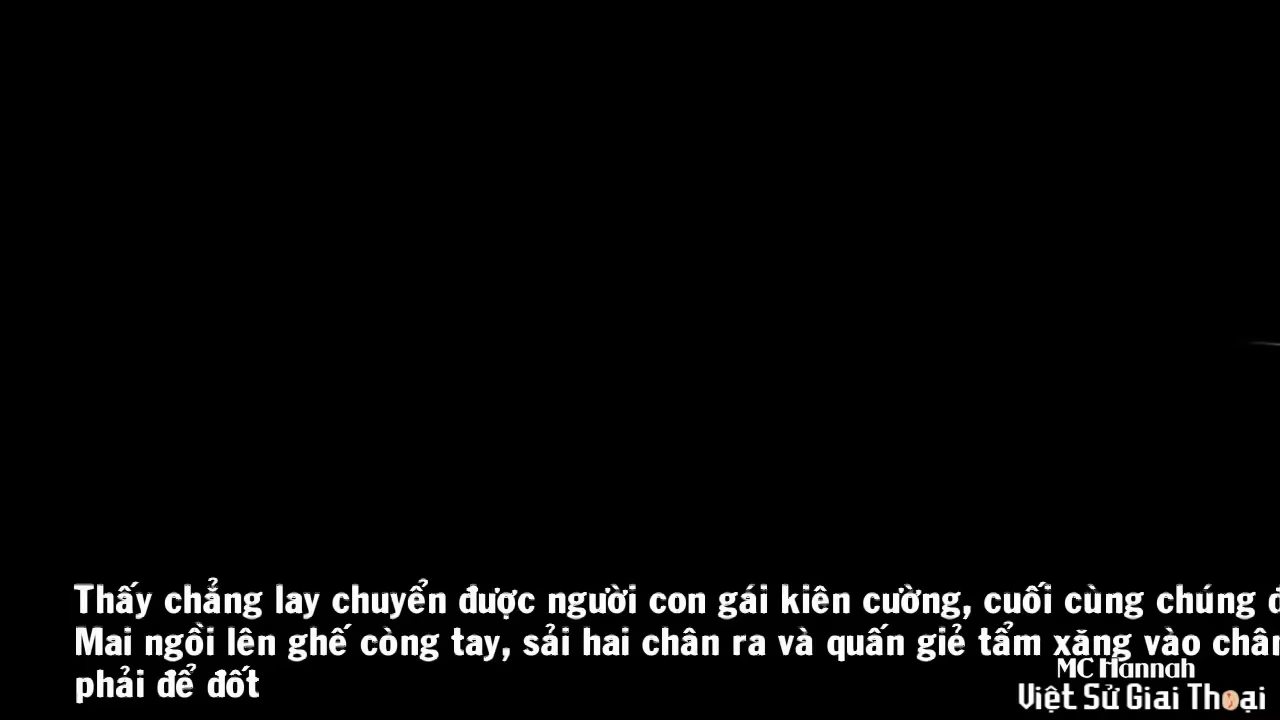 Thấy chẳng lay chuyển được người con gái kiên cường, cuối cùng chúng
Mai ngồi lên ghế còng tay, sải hai chân ra và quấn giẻ tẩm xăng vào chân
phải để đốt
MC Hannah
Việt Sử Giai Thoại